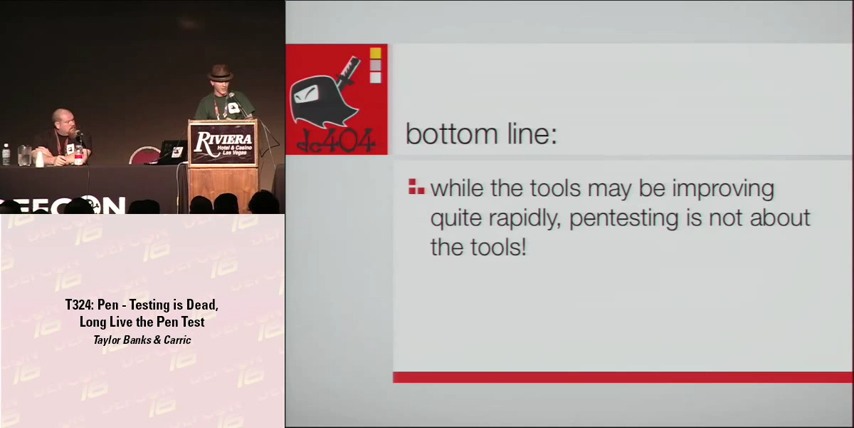 RIVIERA
Hotel & Casino
Las Vegas
DEFCON
T324: Pen - Testing is Dead,
Long Live the Pen Test
Taylor Banks & Carric
dc404
bottom line:
while the tools may be improving
quite rapidly, pentesting is not about
the tools!